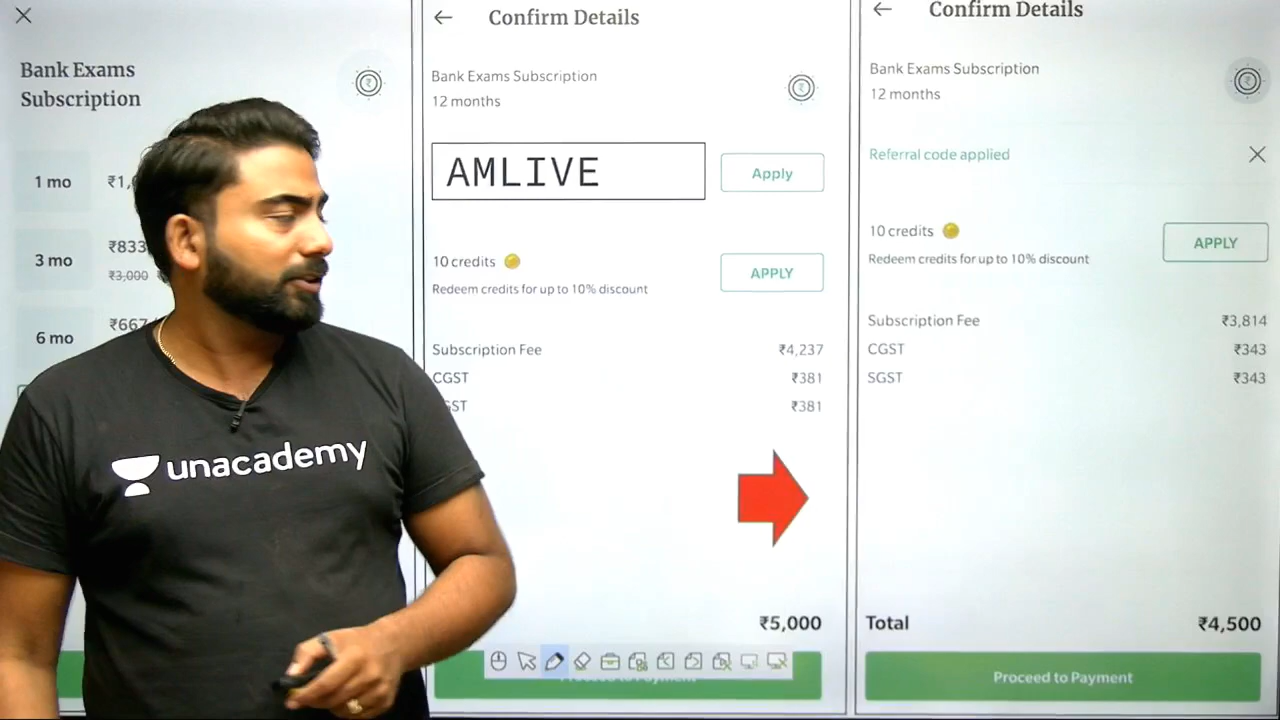 Bank Exams
Subscription
1 mo
3 mo
₹833
₹3,000
6 mo
₹667
unacademy
Confirm Details
Bank Exams Subscription
12 months
AMLIVE
Apply
10 credits
APPLY
Redeem credits for up to 10% discount
Subscription Fee
₹4,237
CGST
₹381
₹381
₹5,000
Confirm Details
Bank Exams Subscription
12 months
Referral code applied
10 credits
APPLY
Redeem credits for up to 10% discount
Subscription Fee
₹3,814
CGST
₹343
SGST
₹343
Total
₹4,500
Proceed to Payment